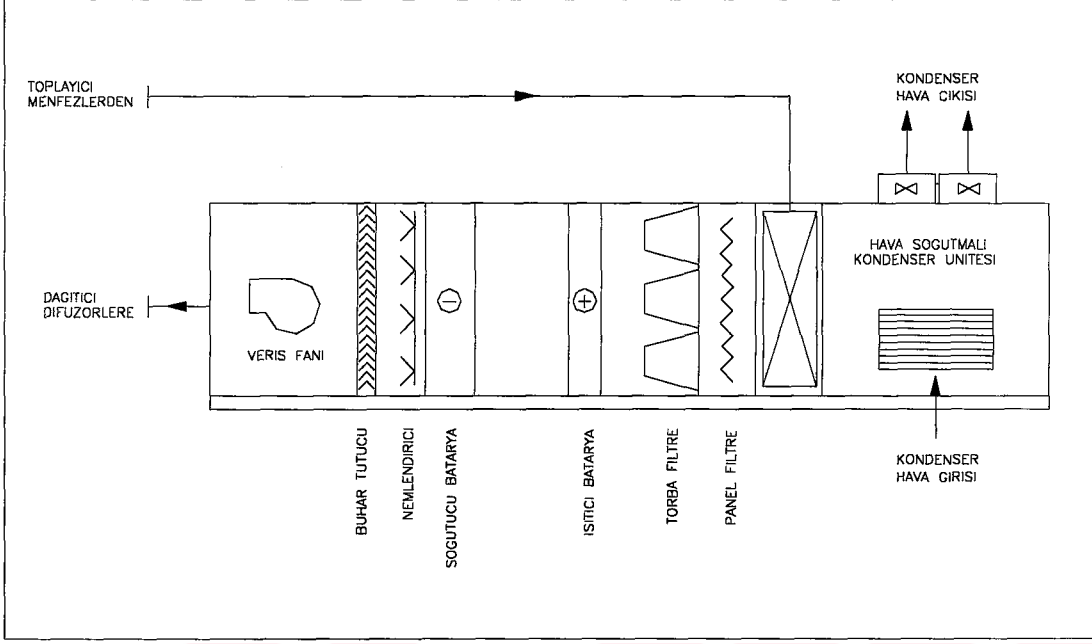 TOPLAYICI
MENFEZLERDEN
KONDENSER
HAVA CIKISI
HAVA SOGUTMALI
KONDENSER UNITESI
DAGITICI
DIFUZORLERE
VERIS FANI
BUHAR TUTUCU
NEMLENDIRICI
SOGUTUCU BATARYA
ISITICI BATARYA
TORBA FILTRE
PANEL FILTRE
KONDENSER
HAVA GIRISI